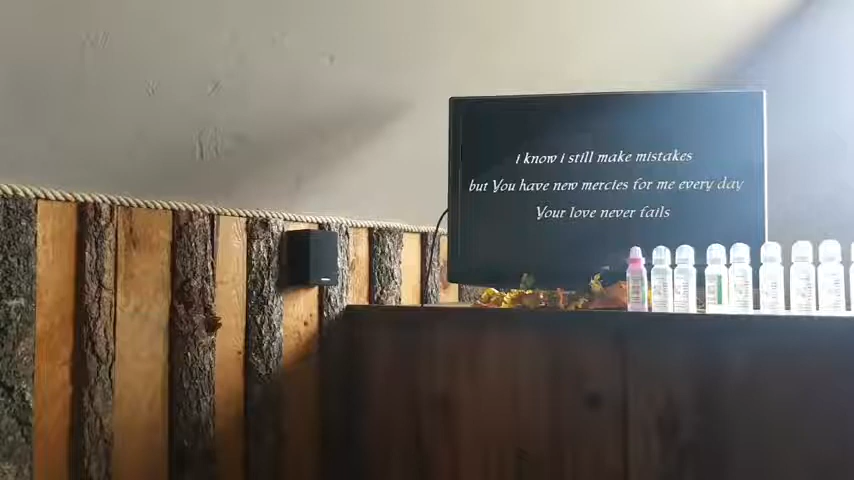 I know I still make mistakes
but You have new mercies for me every day
Your love never fails